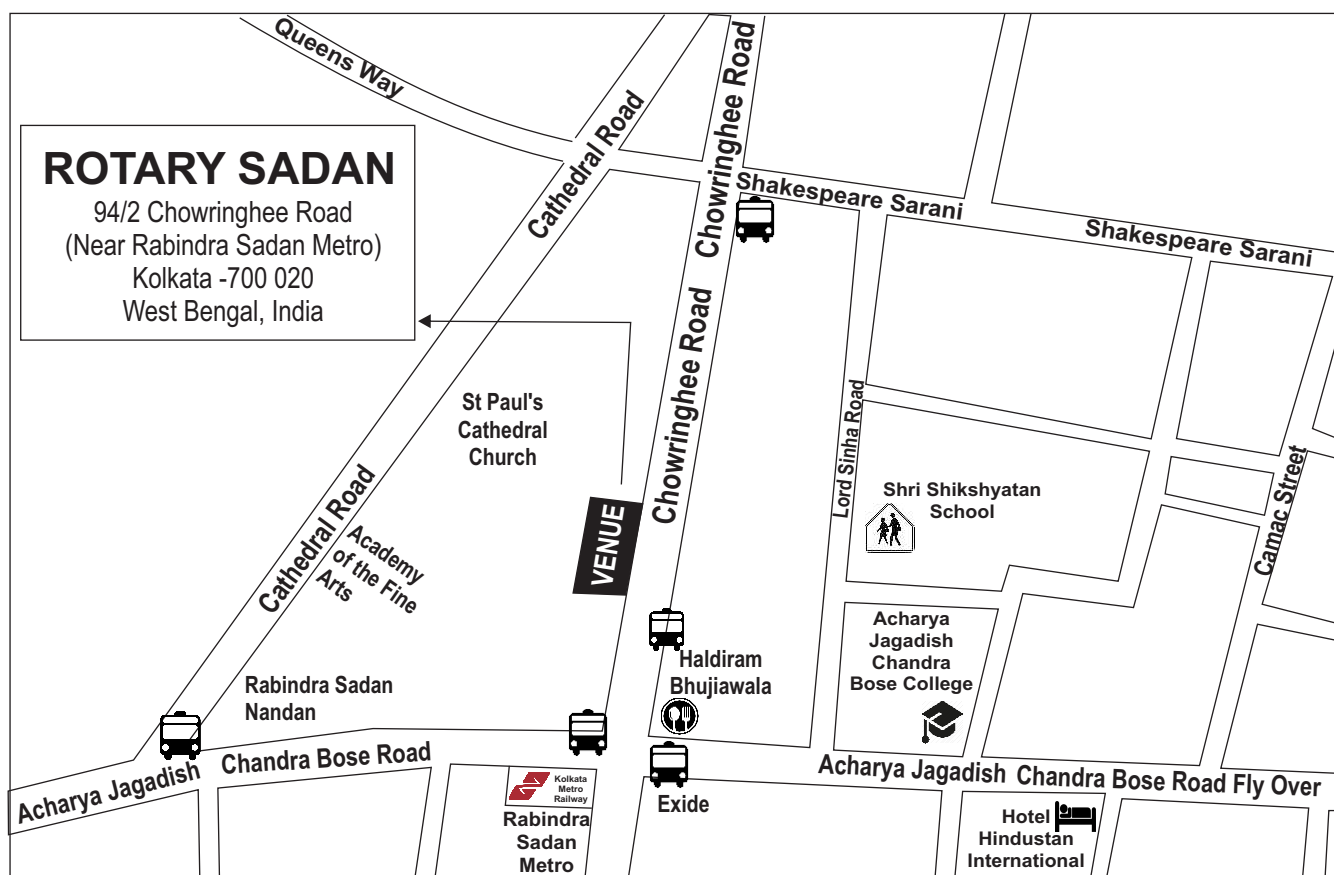 Queens Way
Chowringhee Road
Cathedral Road
ROTARY SADAN
94/2 Chowringhee Road
(Near Rabindra Sadan Metro)
Kolkata -700 020
West Bengal, India
Chowringhee Road
Shakespeare Sarani
Shakespeare Sarani
Chowringhee Road
St Paul's
Cathedral
Church
Lord Sinha Road
Camac Street
Cathedral Road
Academy
of the Fine
Arts
VENUE
Shri Shikshyatan
School
Acharya
Jagadish
Chandra
Bose College
Haldiram
Bhujiawala
Rabindra Sadan
Nandan
Acharya Jagadish
Chandra Bose Road
Acharya Jagadish
Chandra Bose Road Fly Over
Kolkata
Metro
Railway
Rabindra
Sadan
Metro
Exide
Hotel
Hindustan
International